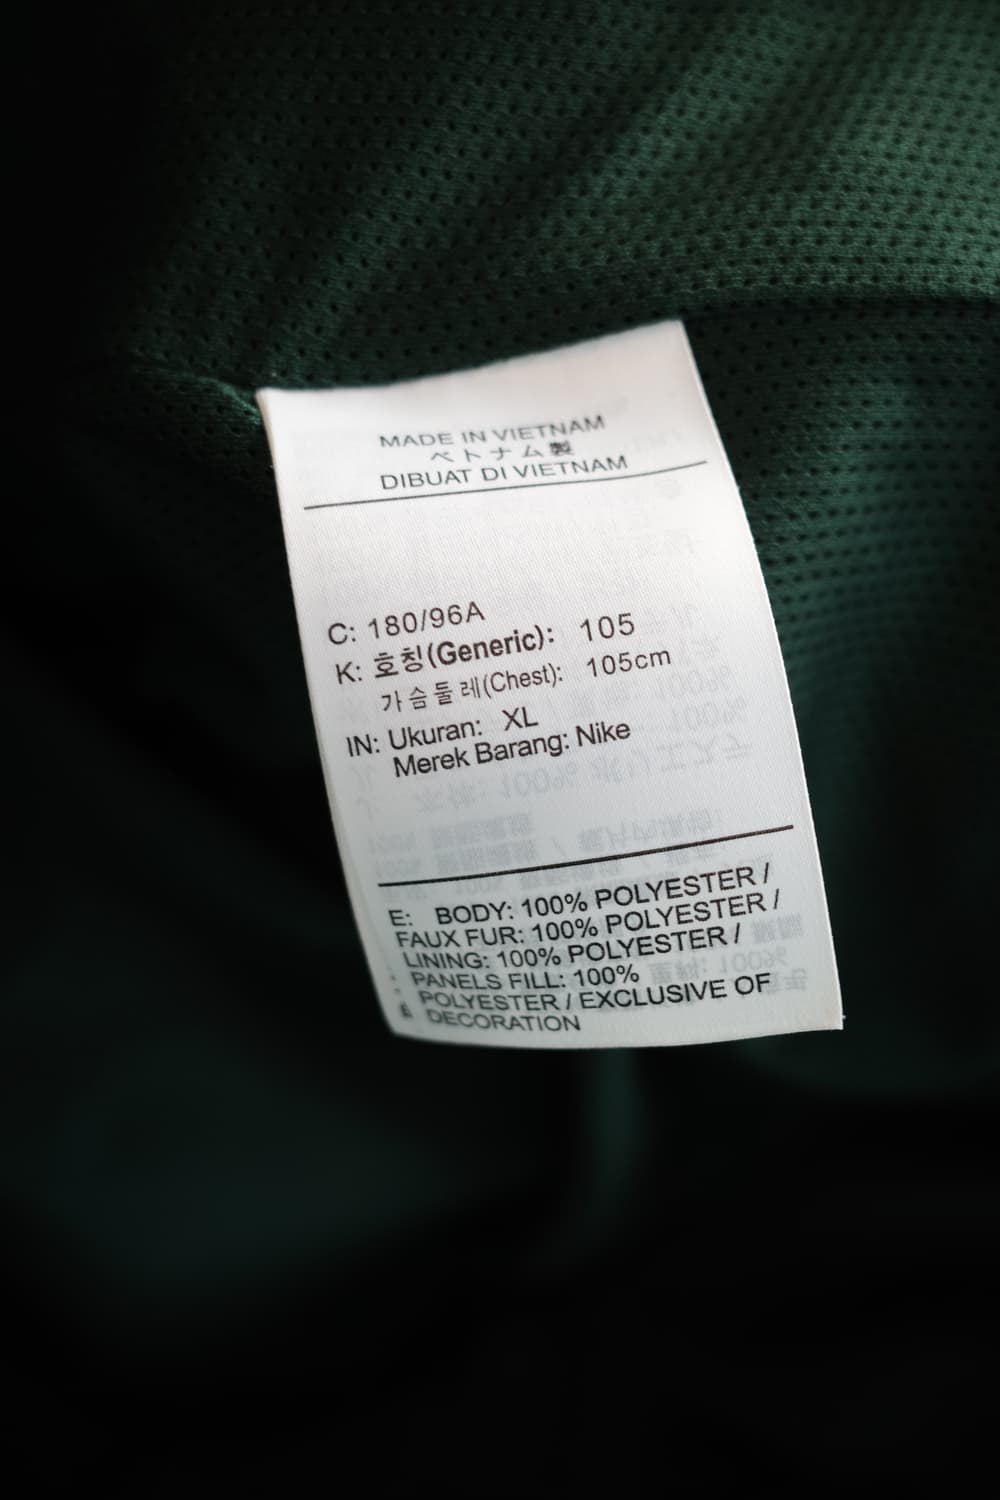 MADE IN VIETNAM
ベトナム製
DIBUAT DI VIETNAM
C: 180/96A
K: 호칭(Generic): 105
가슴둘레(Chest): 105cm
IN: Ukuran: XL
Merek Barang: Nike
E: BODY: 100% POLYESTER /
FAUX FUR: 100% POLYESTER /
LINING: 100% POLYESTER /
PANELS FILL: 100%
POLYESTER / EXCLUSIVE OF
DECORATION